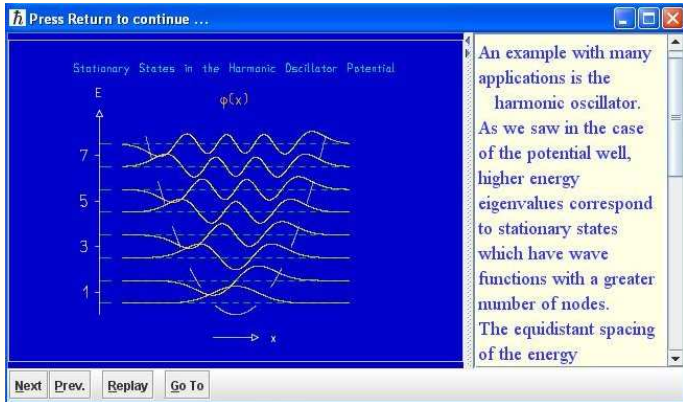 ħ Press Return to continue ...
Stationary States in the Harmonic Oscillator Potential
E
φ(x)
7
5
3
1
x
An example with many
applications is the
harmonic oscillator.
As we saw in the case
of the potential well,
higher energy
eigenvalues correspond
to stationary states
which have wave
functions with a greater
number of nodes.
The equidistant spacing
of the energy
Next Prev. Replay Go To